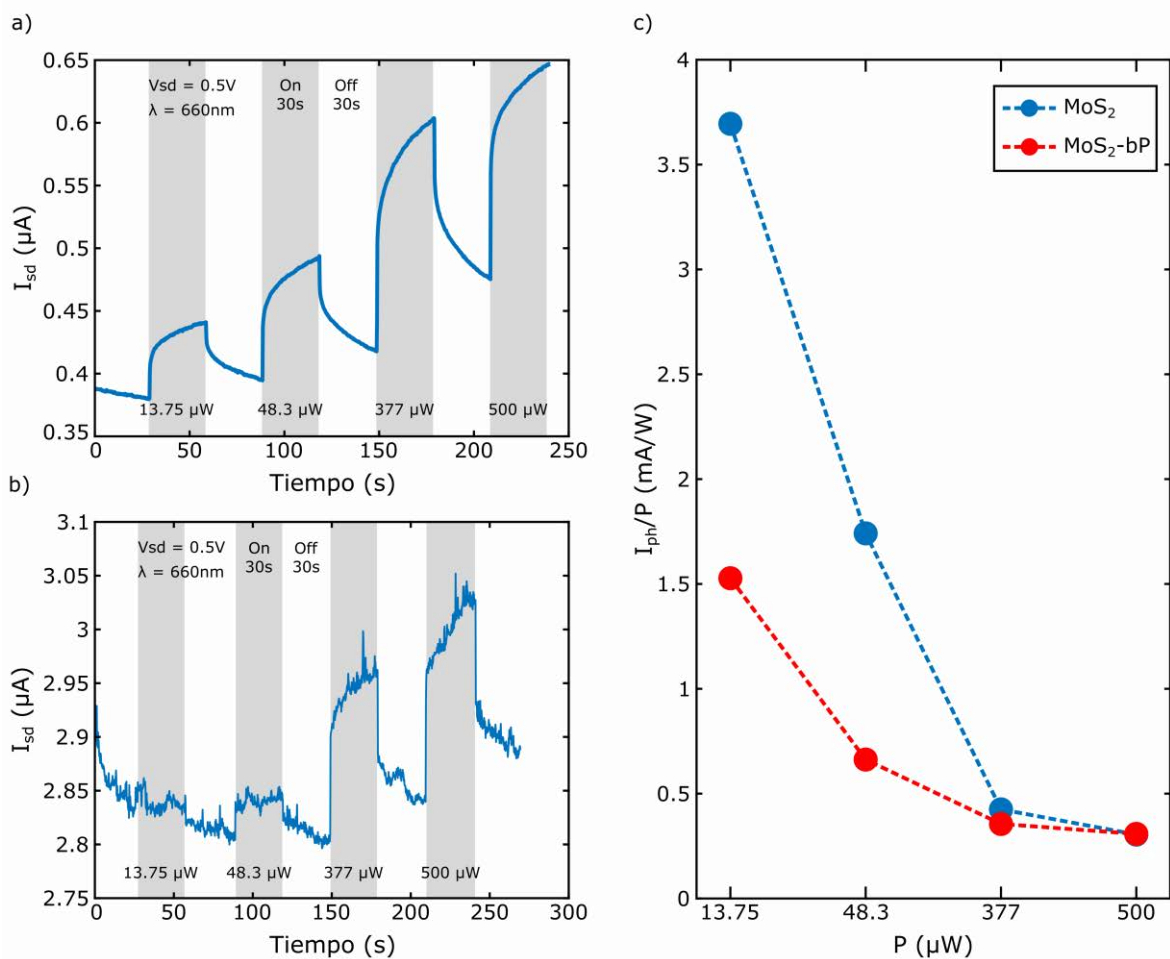 a)
0.65
0.6
0.55
0.5
0.45
0.4
0.35
I_sd (µA)
Vsd = 0.5V
λ = 660nm
On
30s
Off
30s
13.75 µW
48.3 µW
377 µW
500 µW
0 50 100 150 200 250
Tiempo (s)
b)
3.1
3.05
3
2.95
2.9
2.85
2.8
2.75
I_sd (µA)
Vsd = 0.5V
λ = 660nm
On
30s
Off
30s
13.75 µW
48.3 µW
377 µW
500 µW
0 50 100 150 200 250 300
Tiempo (s)
c)
4
3.5
3
2.5
2
1.5
1
0.5
0
I_ph/P (mA/W)
MoS₂
MoS₂-bP
13.75 48.3 377 500
P (µW)